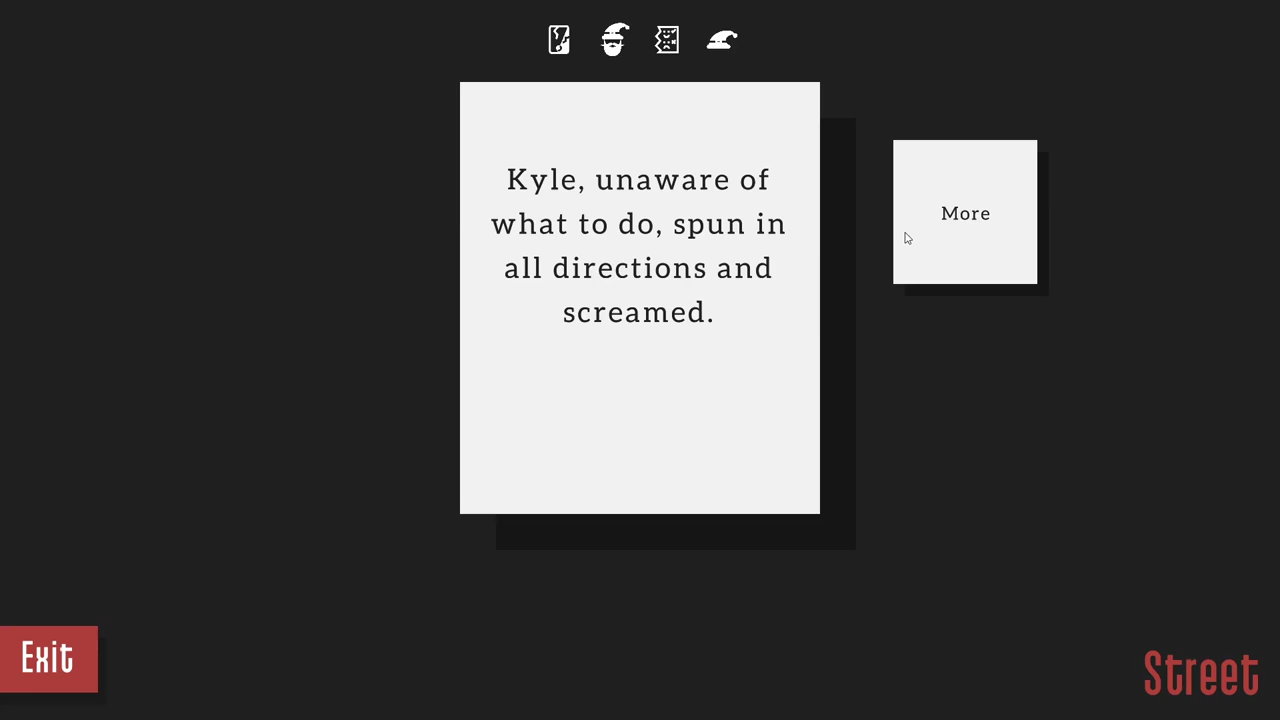 Kyle, unaware of
what to do, spun in
all directions and
screamed.
More
Exit
Street